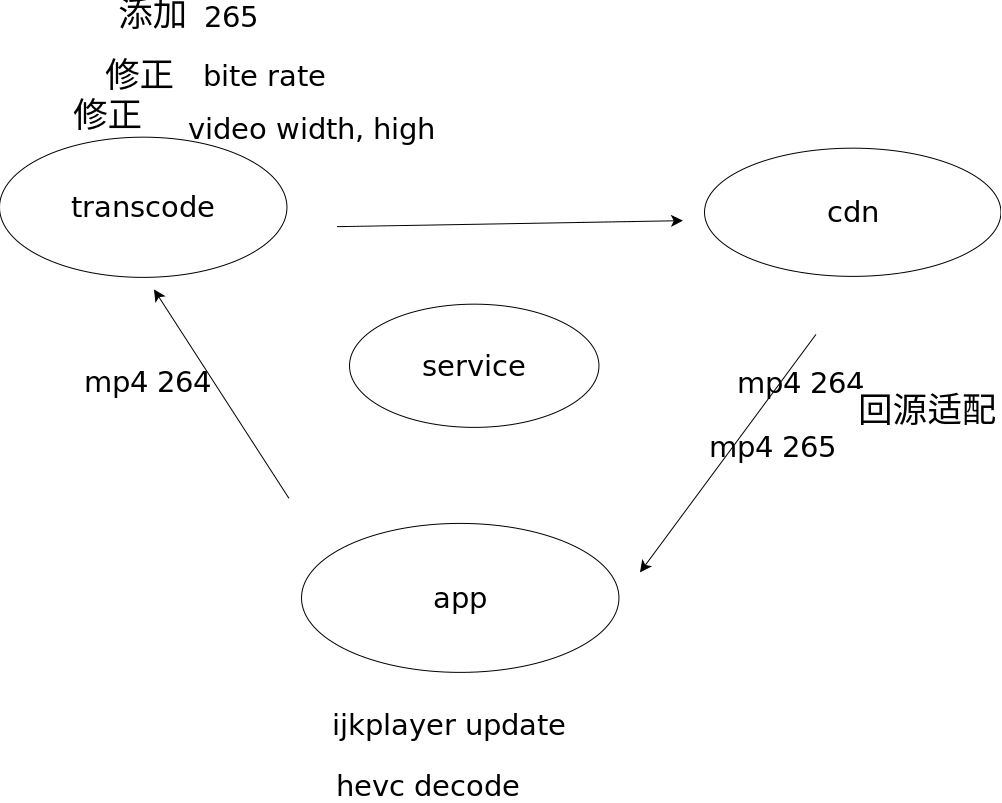 添加 265
修正 bite rate
修正
video width, high
transcode
cdn
service
mp4 264
mp4 264
回源适配
mp4 265
app
ijkplayer update
hevc decode